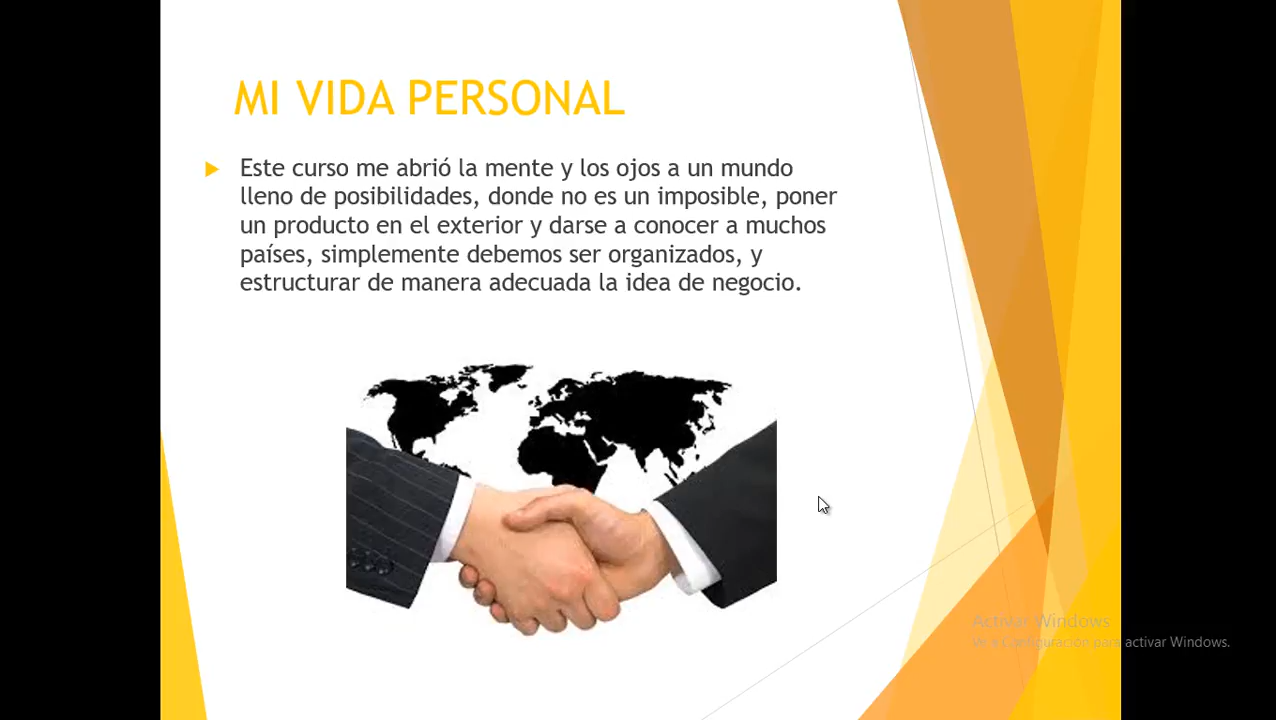 MI VIDA PERSONAL
Este curso me abrió la mente y los ojos a un mundo
lleno de posibilidades, donde no es un imposible, poner
un producto en el exterior y darse a conocer a muchos
países, simplemente debemos ser organizados, y
estructurar de manera adecuada la idea de negocio.
Activar Windows
Ve a Configuración para activar Windows.